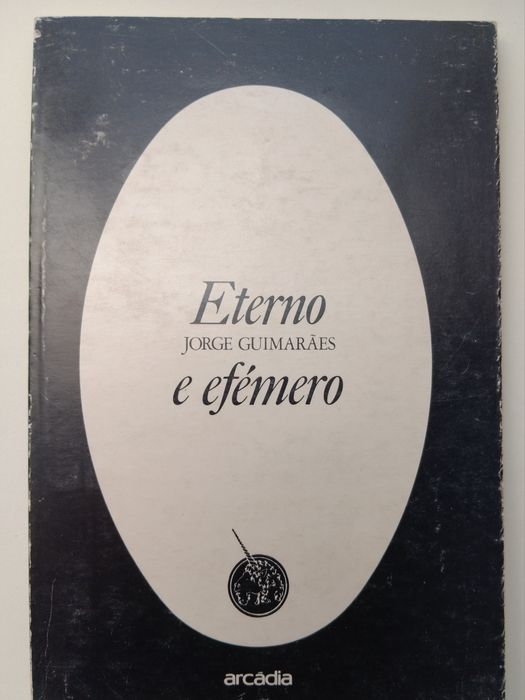 Eterno
JORGE GUIMARÃES
e efémero
arcádia